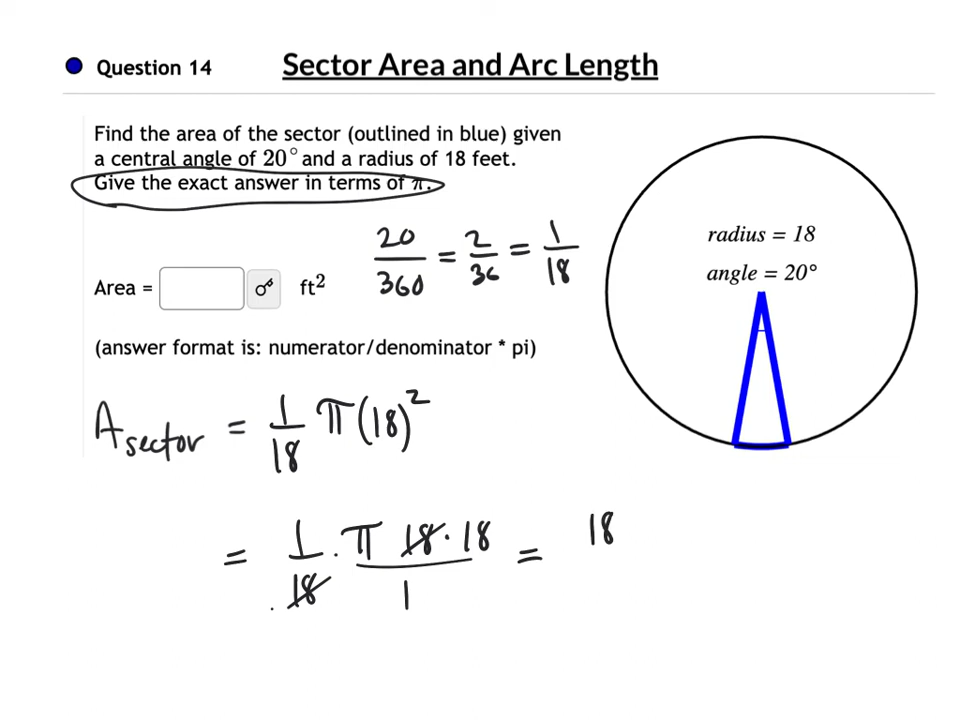 Question 14 Sector Area and Arc Length
Find the area of the sector (outlined in blue) given
a central angle of 20° and a radius of 18 feet.
Give the exact answer in terms of π.
20/360 = 2/36 = 1/18
radius = 18
angle = 20°
Area = ft²
(answer format is: numerator/denominator * pi)
A sector = 1/18 π(18)²
= 1/18 · π 18·18/1 = 18